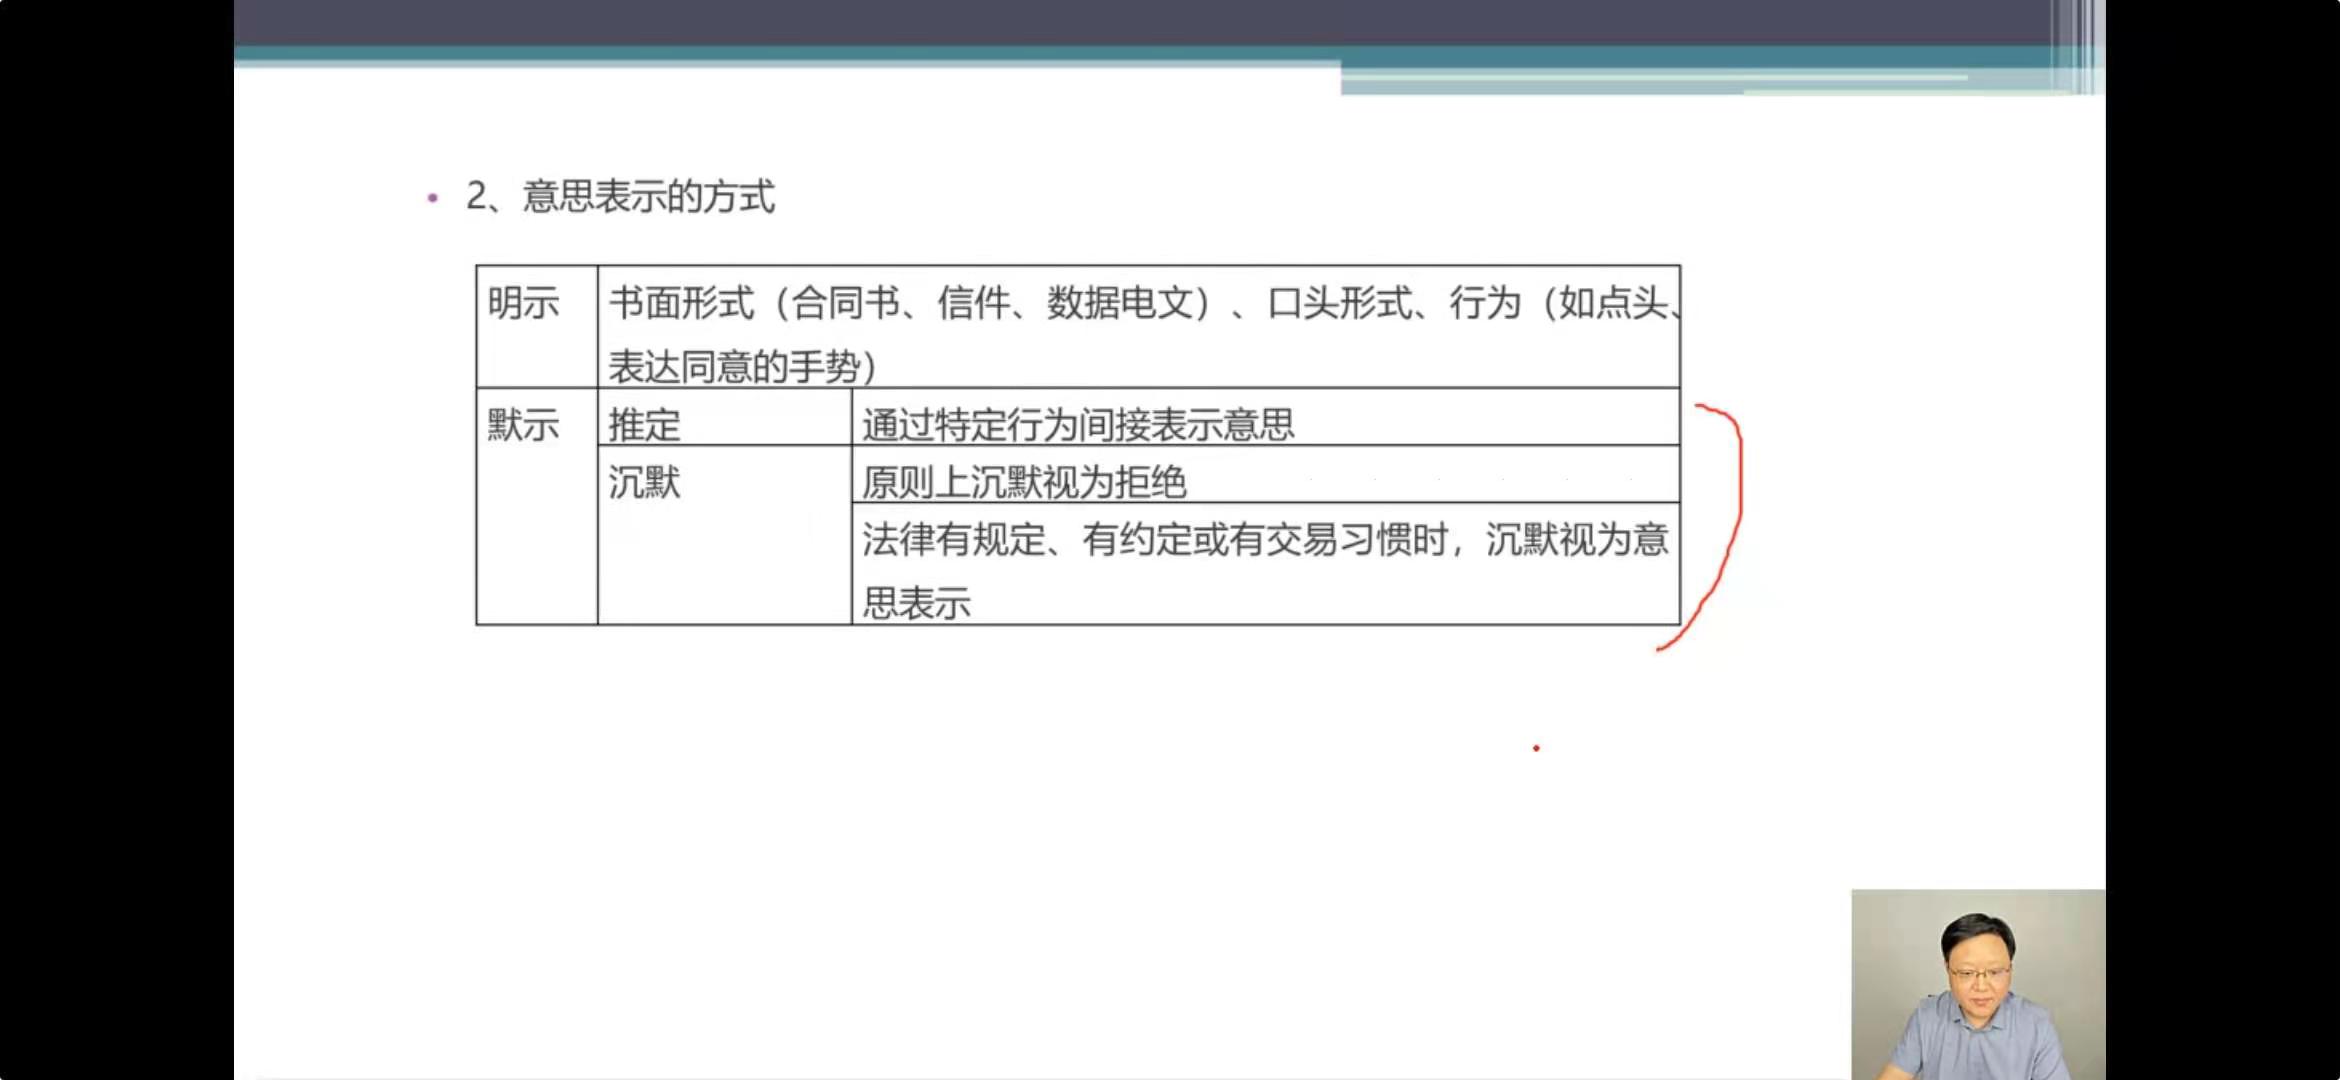 2、意思表示的方式
明示
书面形式（合同书、信件、数据电文）、口头形式、行为（如点头、
表达同意的手势）
默示
推定
通过特定行为间接表示意思
沉默
原则上沉默视为拒绝
法律有规定、有约定或有交易习惯时，沉默视为意
思表示